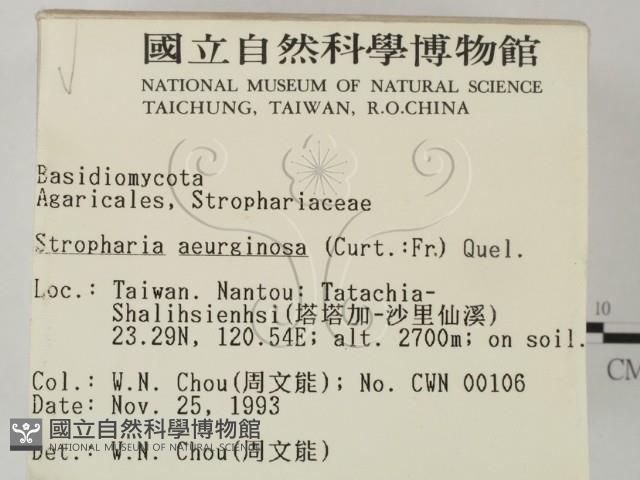 國立自然科學博物館
NATIONAL MUSEUM OF NATURAL SCIENCE
TAICHUNG, TAIWAN, R.O.CHINA
Basidiomycota
Agaricales, Strophariaceae
Stropharia aeurginosa (Curt.:Fr.) Quel.
Loc.: Taiwan. Nantou: Tatachia-
Shalihsienhsi(塔塔加-沙里仙溪)
23.29N, 120.54E; alt. 2700m; on soil.
Col.: W.N. Chou(周文能); No. CWN 00106
Date: Nov. 25, 1993
Det.: W.N. Chou(周文能)
國立自然科學博物館
NATIONAL MUSEUM OF NATURAL SCIENCE
10
CM